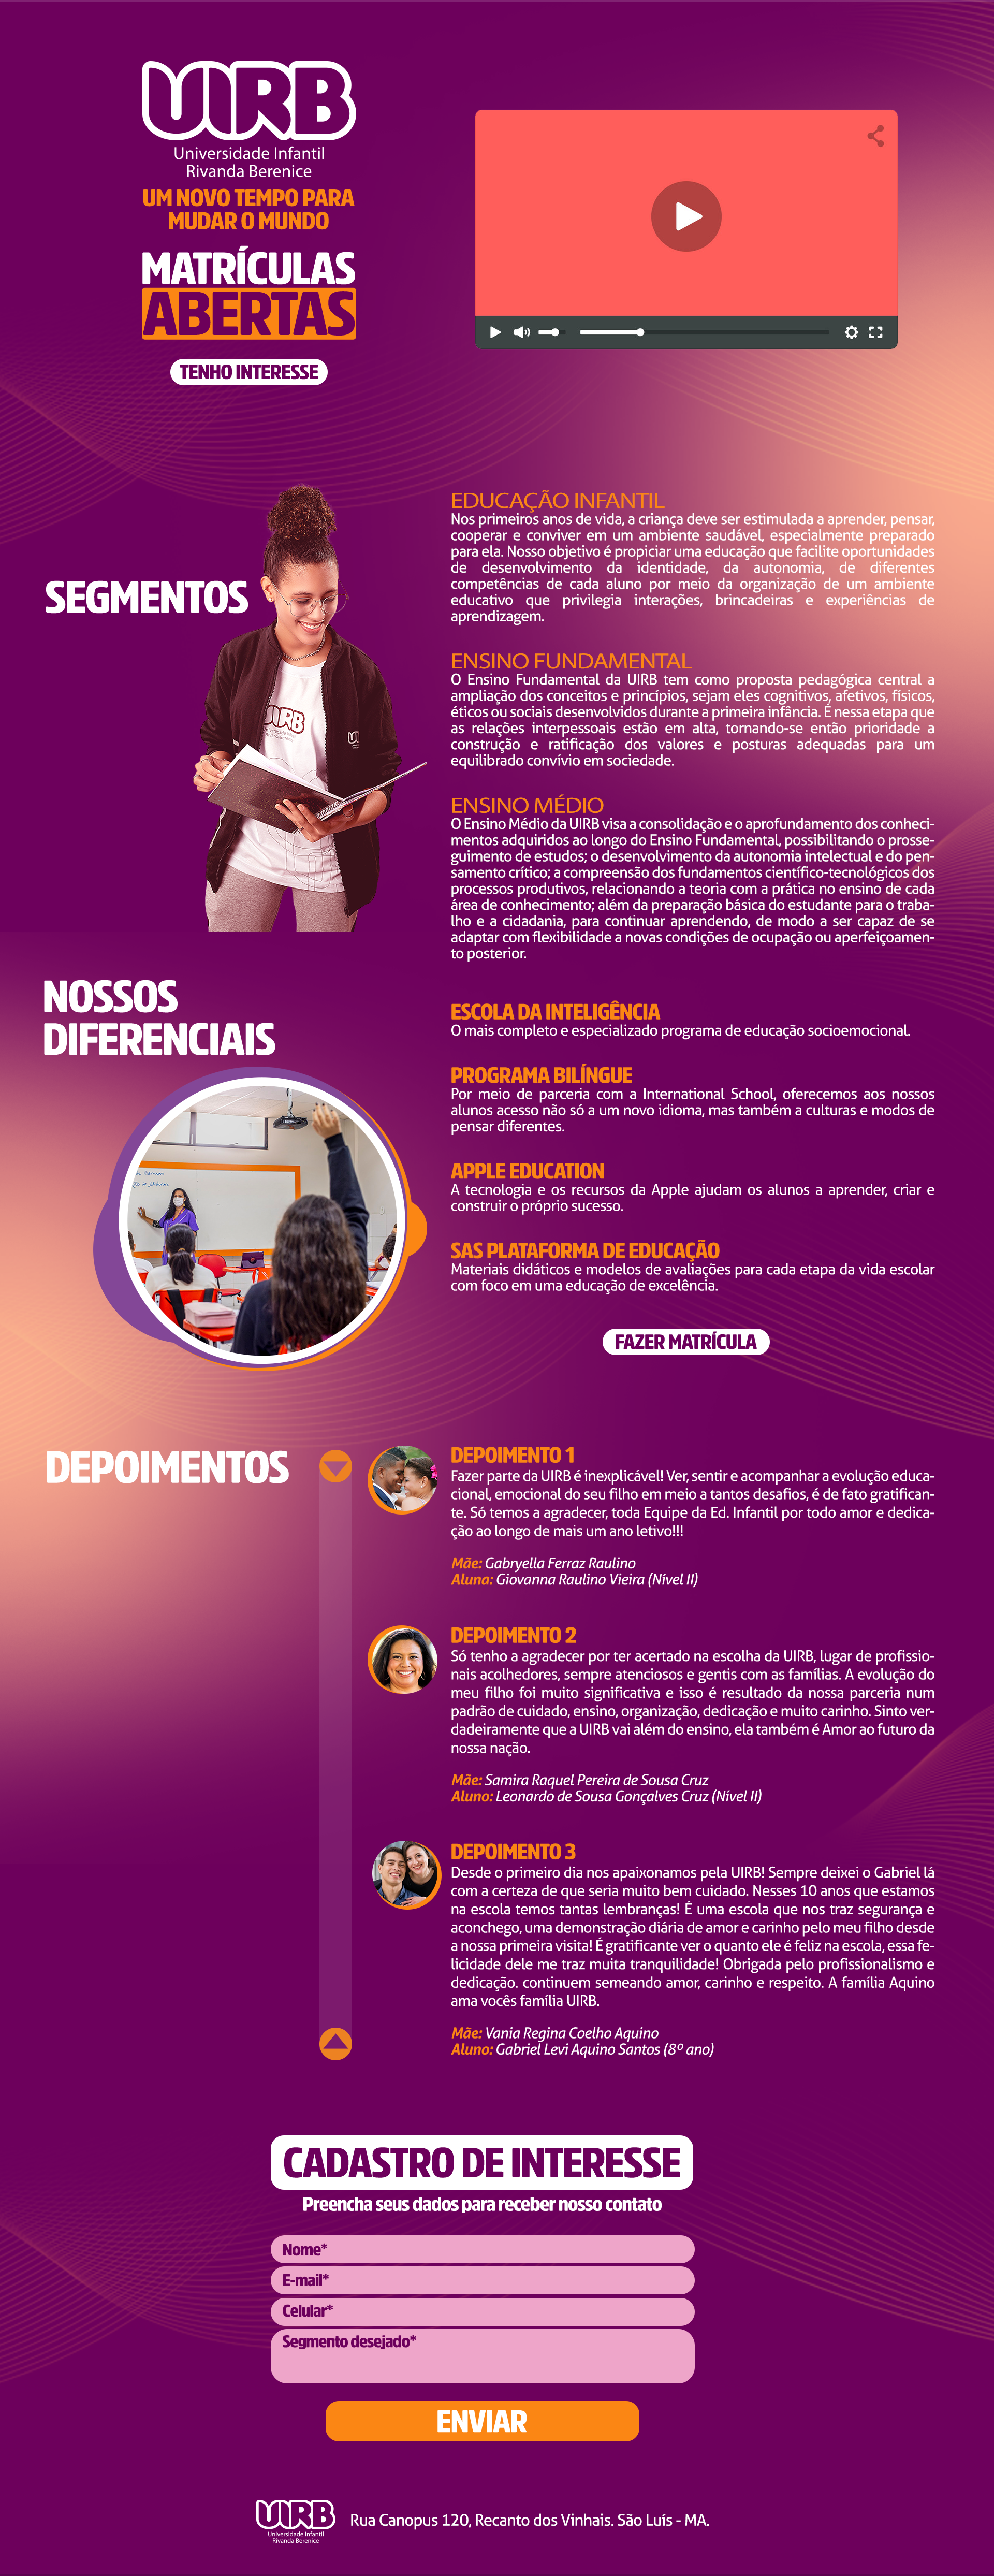 UIRB
Universidade Infantil
Rivanda Berenice
UM NOVO TEMPO PARA
MUDAR O MUNDO
MATRÍCULAS
ABERTAS
TENHO INTERESSE
SEGMENTOS
EDUCAÇÃO INFANTIL
Nos primeiros anos de vida, a criança deve ser estimulada a aprender, pensar,
cooperar e conviver em um ambiente saudável, especialmente preparado
para ela. Nosso objetivo é propiciar uma educação que facilite oportunidades
de desenvolvimento da identidade, da autonomia, de diferentes
competências de cada aluno por meio da organização de um ambiente
educativo que privilegia interações, brincadeiras e experiências de
aprendizagem.
ENSINO FUNDAMENTAL
O Ensino Fundamental da UIRB tem como proposta pedagógica central a
ampliação dos conceitos e princípios, sejam eles cognitivos, afetivos, físicos,
éticos ou sociais desenvolvidos durante a primeira infância. É nessa etapa que
as relações interpessoais estão em alta, tornando-se então prioridade a
construção e ratificação dos valores e posturas adequadas para um
equilibrado convívio em sociedade.
ENSINO MÉDIO
O Ensino Médio da UIRB visa a consolidação e o aprofundamento dos conheci-
mentos adquiridos ao longo do Ensino Fundamental, possibilitando o prosse-
guimento de estudos; o desenvolvimento da autonomia intelectual e do pen-
samento crítico; a compreensão dos fundamentos científico-tecnológicos dos
processos produtivos, relacionando a teoria com a prática no ensino de cada
área de conhecimento; além da preparação básica do estudante para o traba-
lho e a cidadania, para continuar aprendendo, de modo a ser capaz de se
adaptar com flexibilidade a novas condições de ocupação ou aperfeiçoamen-
to posterior.
UIRB
Universidade Infantil
Rivanda Berenice
NOSSOS
DIFERENCIAIS
ESCOLA DA INTELIGÊNCIA
O mais completo e especializado programa de educação socioemocional.
PROGRAMA BILÍNGUE
Por meio de parceria com a International School, oferecemos aos nossos
alunos acesso não só a um novo idioma, mas também a culturas e modos de
pensar diferentes.
APPLE EDUCATION
A tecnologia e os recursos da Apple ajudam os alunos a aprender, criar e
construir o próprio sucesso.
SAS PLATAFORMA DE EDUCAÇÃO
Materiais didáticos e modelos de avaliações para cada etapa da vida escolar
com foco em uma educação de excelência.
FAZER MATRÍCULA
DEPOIMENTOS
DEPOIMENTO 1
Fazer parte da UIRB é inexplicável! Ver, sentir e acompanhar a evolução educa-
cional, emocional do seu filho em meio a tantos desafios, é de fato gratifican-
te. Só temos a agradecer, toda Equipe da Ed. Infantil por todo amor e dedica-
ção ao longo de mais um ano letivo!!!
Mãe: Gabryella Ferraz Raulino
Aluna: Giovanna Raulino Vieira (Nível II)
DEPOIMENTO 2
Só tenho a agradecer por ter acertado na escolha da UIRB, lugar de profissio-
nais acolhedores, sempre atenciosos e gentis com as famílias. A evolução do
meu filho foi muito significativa e isso é resultado da nossa parceria num
padrão de cuidado, ensino, organização, dedicação e muito carinho. Sinto ver-
dadeiramente que a UIRB vai além do ensino, ela também é Amor ao futuro da
nossa nação.
Mãe: Samira Raquel Pereira de Sousa Cruz
Aluno: Leonardo de Sousa Gonçalves Cruz (Nível II)
DEPOIMENTO 3
Desde o primeiro dia nos apaixonamos pela UIRB! Sempre deixei o Gabriel lá
com a certeza de que seria muito bem cuidado. Nesses 10 anos que estamos
na escola temos tantas lembranças! É uma escola que nos traz segurança e
aconchego, uma demonstração diária de amor e carinho pelo meu filho desde
a nossa primeira visita! É gratificante ver o quanto ele é feliz na escola, essa fe-
licidade dele me traz muita tranquilidade! Obrigada pelo profissionalismo e
dedicação. continuem semeando amor, carinho e respeito. A família Aquino
ama vocês família UIRB.
Mãe: Vania Regina Coelho Aquino
Aluno: Gabriel Levi Aquino Santos (8º ano)
CADASTRO DE INTERESSE
Preencha seus dados para receber nosso contato
Nome*
E-mail*
Celular*
Segmento desejado*
ENVIAR
UIRB
Universidade Infantil
Rivanda Berenice
Rua Canopus 120, Recanto dos Vinhais. São Luís - MA.